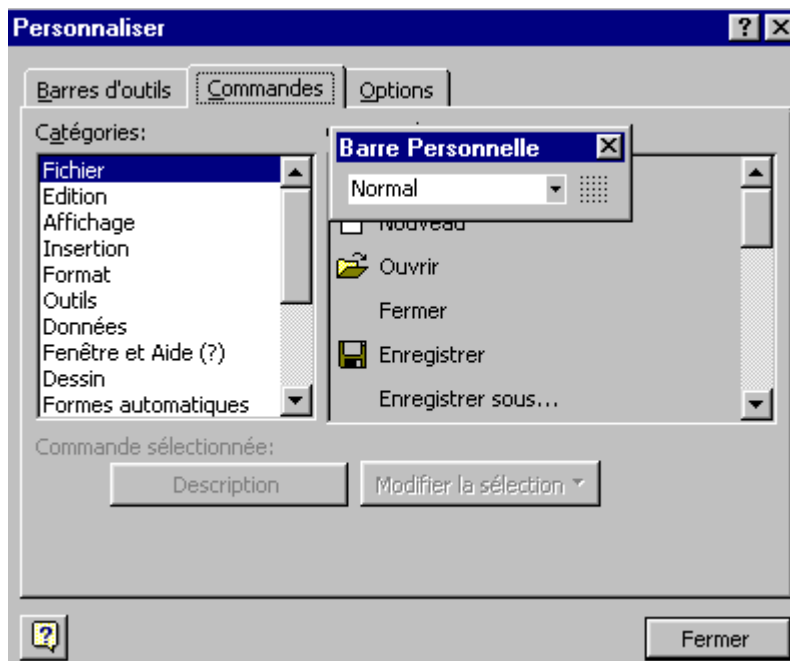 Personnaliser
Barres d'outils
Commandes
Options
Catégories:
Fichier
Edition
Affichage
Insertion
Format
Outils
Données
Fenêtre et Aide (?)
Dessin
Formes automatiques
Barre Personnelle
Normal
Nouveau
Ouvrir
Fermer
Enregistrer
Enregistrer sous...
Commande sélectionnée:
Description
Modifier la sélection
Fermer